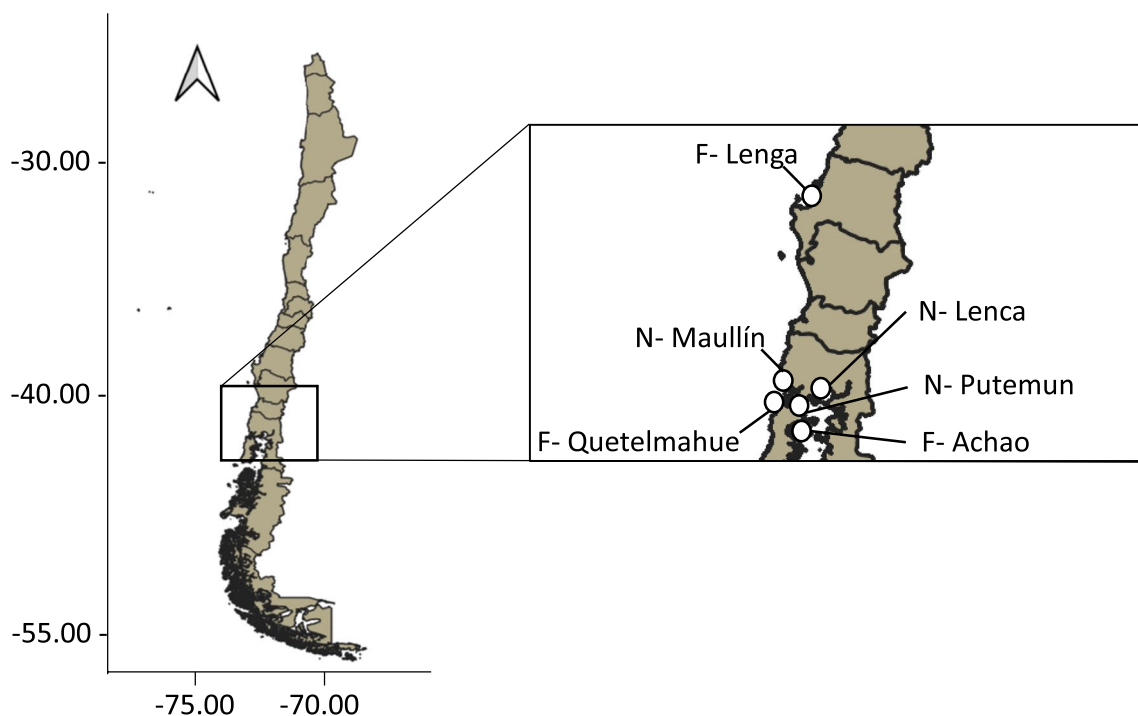 -30.00
-40.00
-55.00
-75.00 -70.00
F- Lenga
N- Lenca
N- Maullín
N- Putemun
F- Quetelmahue
F- Achao